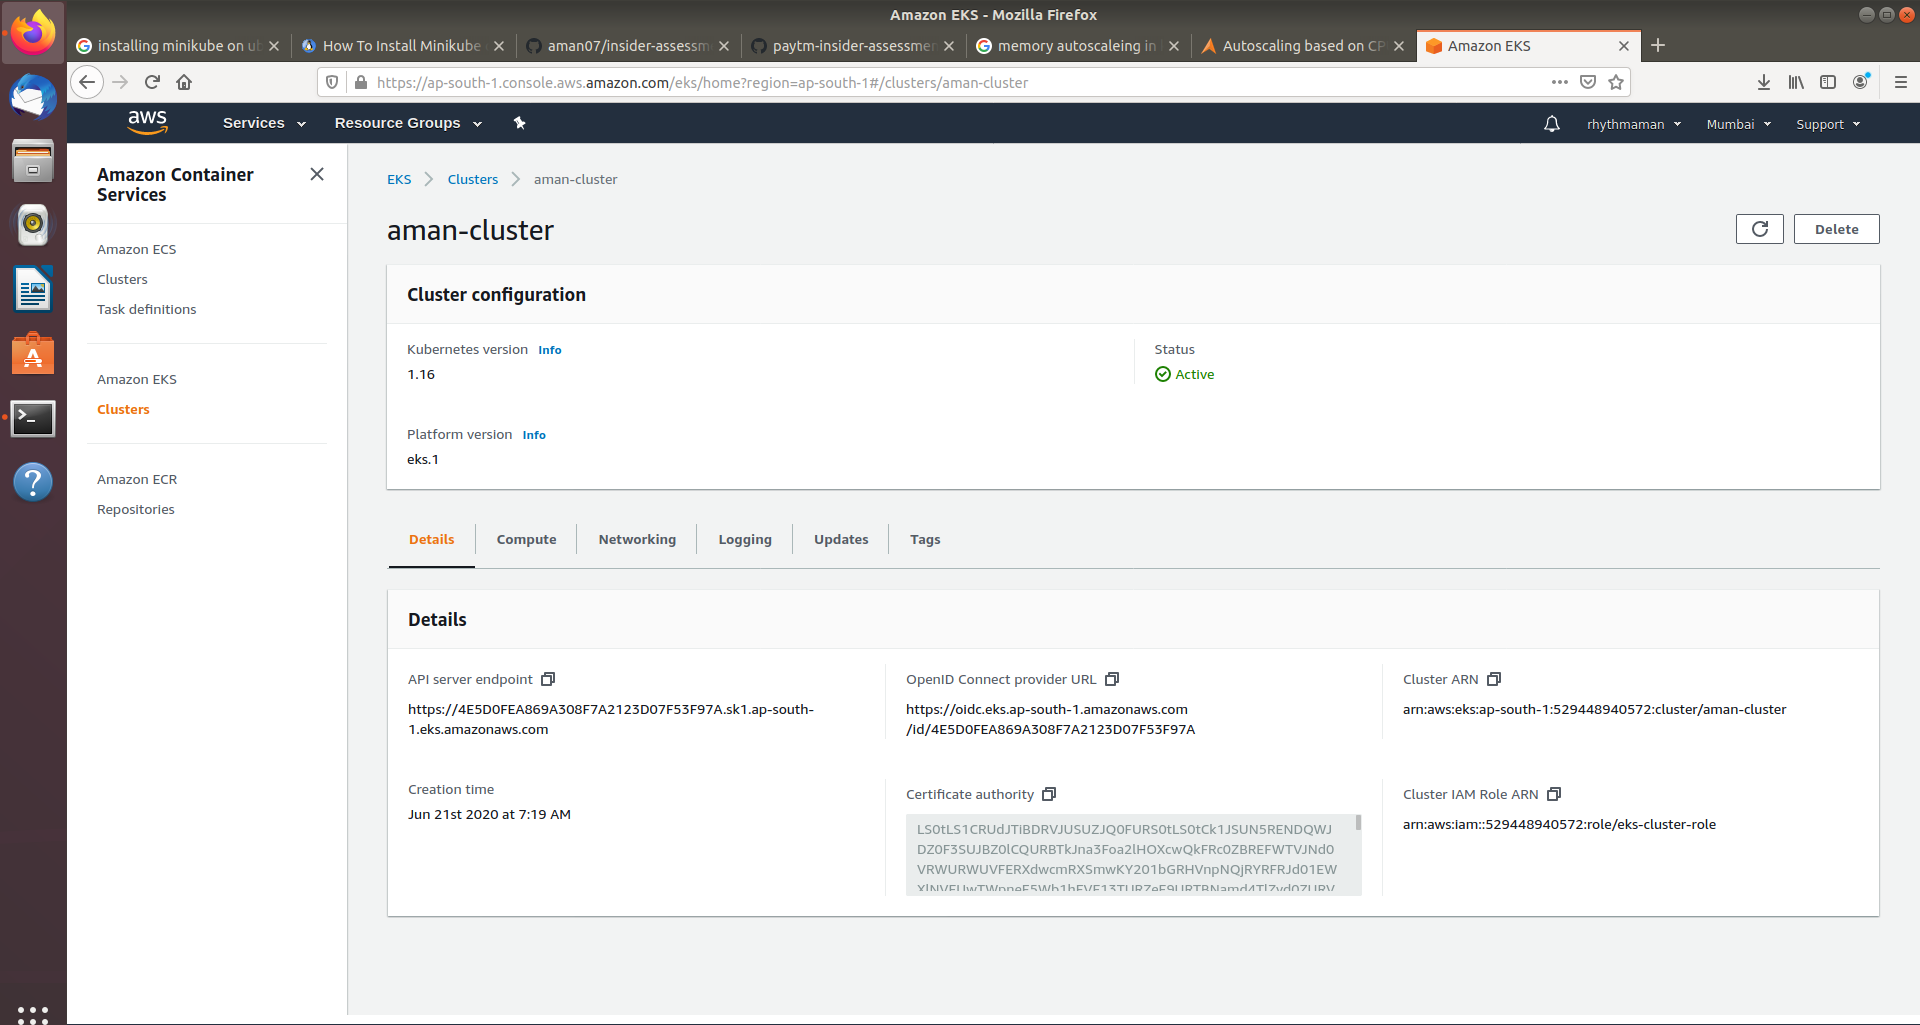 Amazon EKS - Mozilla Firefox
installing minikube on ub
How To Install Minikube
aman07/insider-assessm
paytm-insider-assessmen
memory autoscaleing in
Autoscaling based on CP
Amazon EKS
https://ap-south-1.console.aws.amazon.com/eks/home?region=ap-south-1#/clusters/aman-cluster
aws
Services
Resource Groups
rhythmaman
Mumbai
Support
Amazon Container
Services
Amazon ECS
Clusters
Task definitions
Amazon EKS
Clusters
Amazon ECR
Repositories
EKS
Clusters
aman-cluster
aman-cluster
Delete
Cluster configuration
Kubernetes version Info
1.16
Status
Active
Platform version Info
eks.1
Details
Compute
Networking
Logging
Updates
Tags
Details
API server endpoint
https://4E5D0FEA869A308F7A2123D07F53F97A.sk1.ap-south-
1.eks.amazonaws.com
OpenID Connect provider URL
https://oidc.eks.ap-south-1.amazonaws.com
/id/4E5D0FEA869A308F7A2123D07F53F97A
Cluster ARN
arn:aws:eks:ap-south-1:529448940572:cluster/aman-cluster
Creation time
Jun 21st 2020 at 7:19 AM
Certificate authority
LS0tLS1CRUdJTiBDRVJUSUZJQ0FURS0tLS0tCk1JSUN5RENDQWJ
DZ0F3SUJBZ0lCQURBTkJna3Foa2lHOXcwQkFRc0ZBREFWTVJNd0
VRWURWUVFERXdwcmRXSmwKY201bGRHVnpNQjRYRFRJd01EW
Cluster IAM Role ARN
arn:aws:iam::529448940572:role/eks-cluster-role